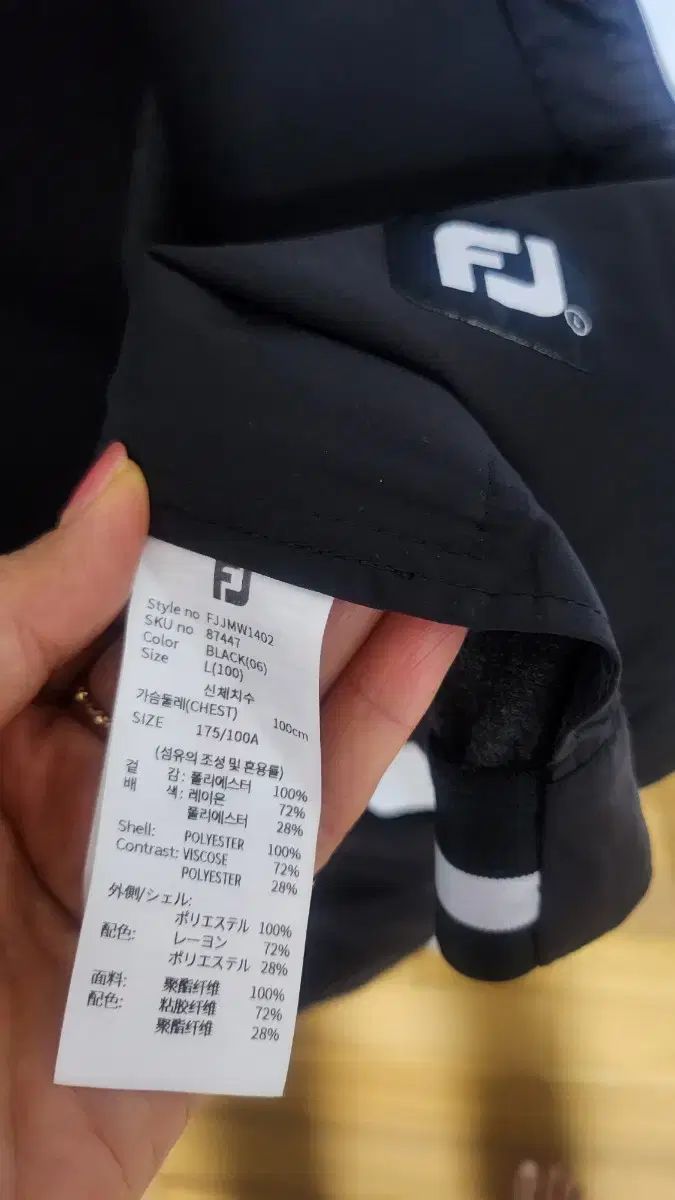 FJ
FJ
Style no FJJMW1402
SKU no 87447
Color BLACK(06)
Size L(100)
신체치수
가슴둘레(CHEST) 100cm
SIZE 175/100A
(섬유의 조성 및 혼용률)
겉 감 : 폴리에스터 100%
배 색 : 레이온 72%
폴리에스터 28%
Shell: POLYESTER 100%
Contrast: VISCOSE 72%
POLYESTER 28%
外側/シェル:
ポリエステル 100%
配色: レーヨン 72%
ポリエステル 28%
面料: 聚酯纤维 100%
配色: 粘胶纤维 72%
聚酯纤维 28%